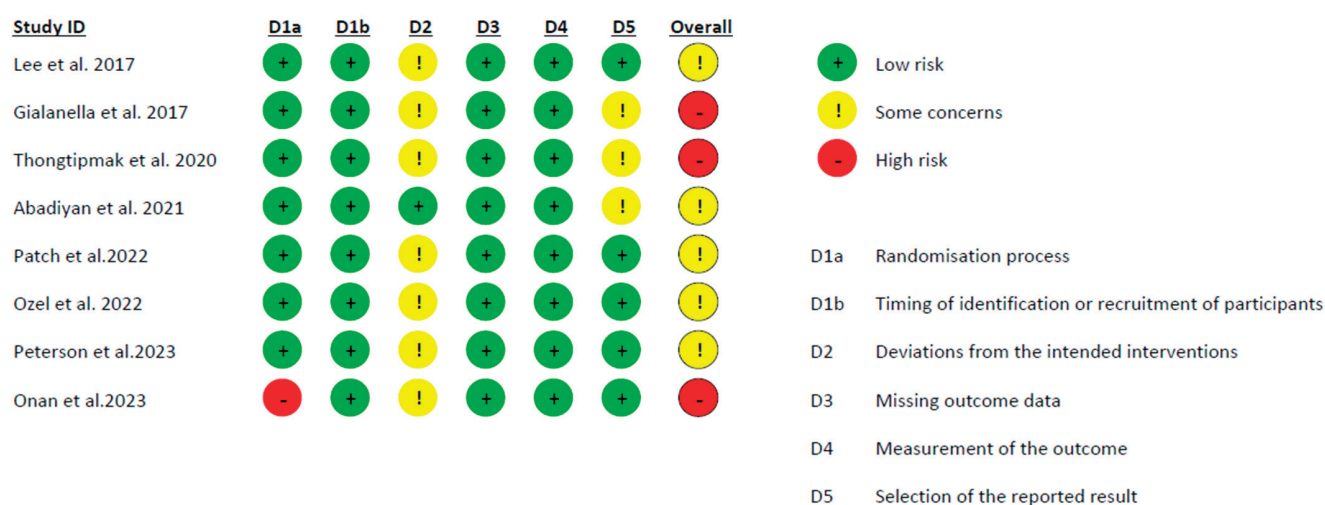 Study ID D1a D1b D2 D3 D4 D5 Overall
Lee et al. 2017 + + ! + + + !
Gialanella et al. 2017 + + ! + + ! -
Thongtipmak et al. 2020 + + ! + + ! -
Abadiyan et al. 2021 + + + + + ! !
Patch et al.2022 + + ! + + + !
Ozel et al. 2022 + + ! + + + !
Peterson et al.2023 + + ! + + + !
Onan et al.2023 - + ! + + + -
+ Low risk
! Some concerns
- High risk
D1a Randomisation process
D1b Timing of identification or recruitment of participants
D2 Deviations from the intended interventions
D3 Missing outcome data
D4 Measurement of the outcome
D5 Selection of the reported result